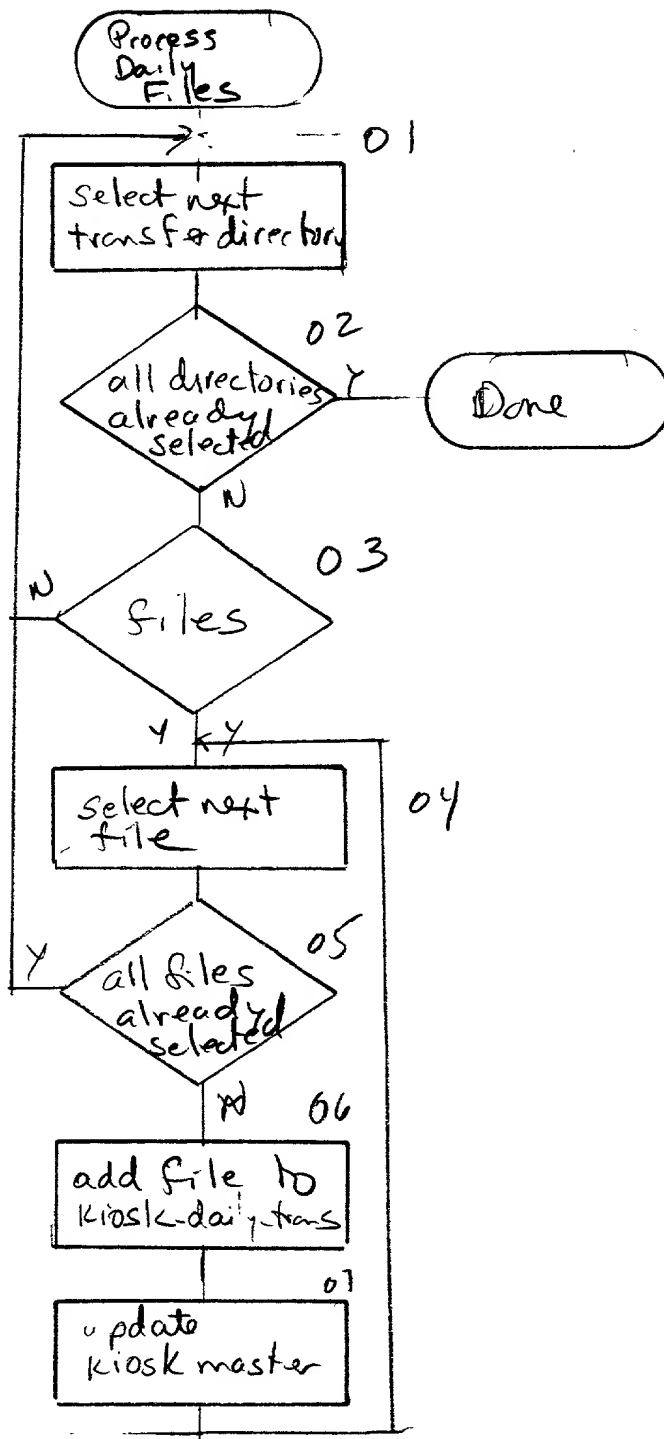 Process
Daily
Files
01
select next
transfer directory
02
all directories
already
selected
Y
Done
N
03
N
files
Y
Y
select next
file
04
05
Y
all files
already
selected
N
06
add file to
kiosk-daily-trans
07
update
kiosk master